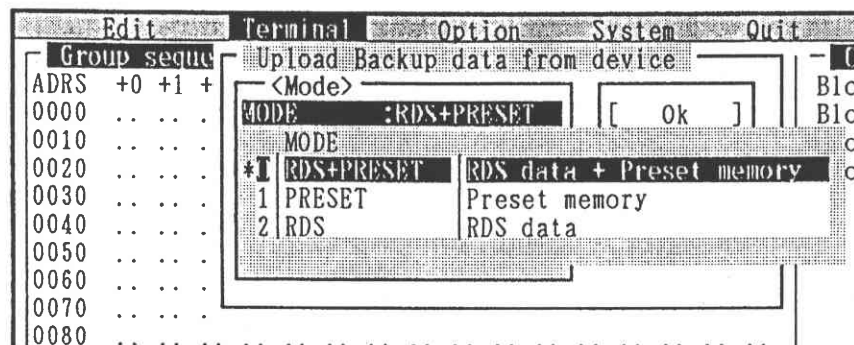 Edit Terminal Option System Quit
Group seque Upload Backup data from device
ADRS +0 +1 + <Mode> Blo
0000 .. .. . MODE :RDS+PRESET [ Ok ] Blo
0010 .. .. . MODE
0020 .. .. . * RDS+PRESET RDS data + Preset memory
0030 .. .. . 1 PRESET Preset memory
0040 .. .. . 2 RDS RDS data
0050 .. .. .
0060 .. .. .
0070 .. .. .
0080